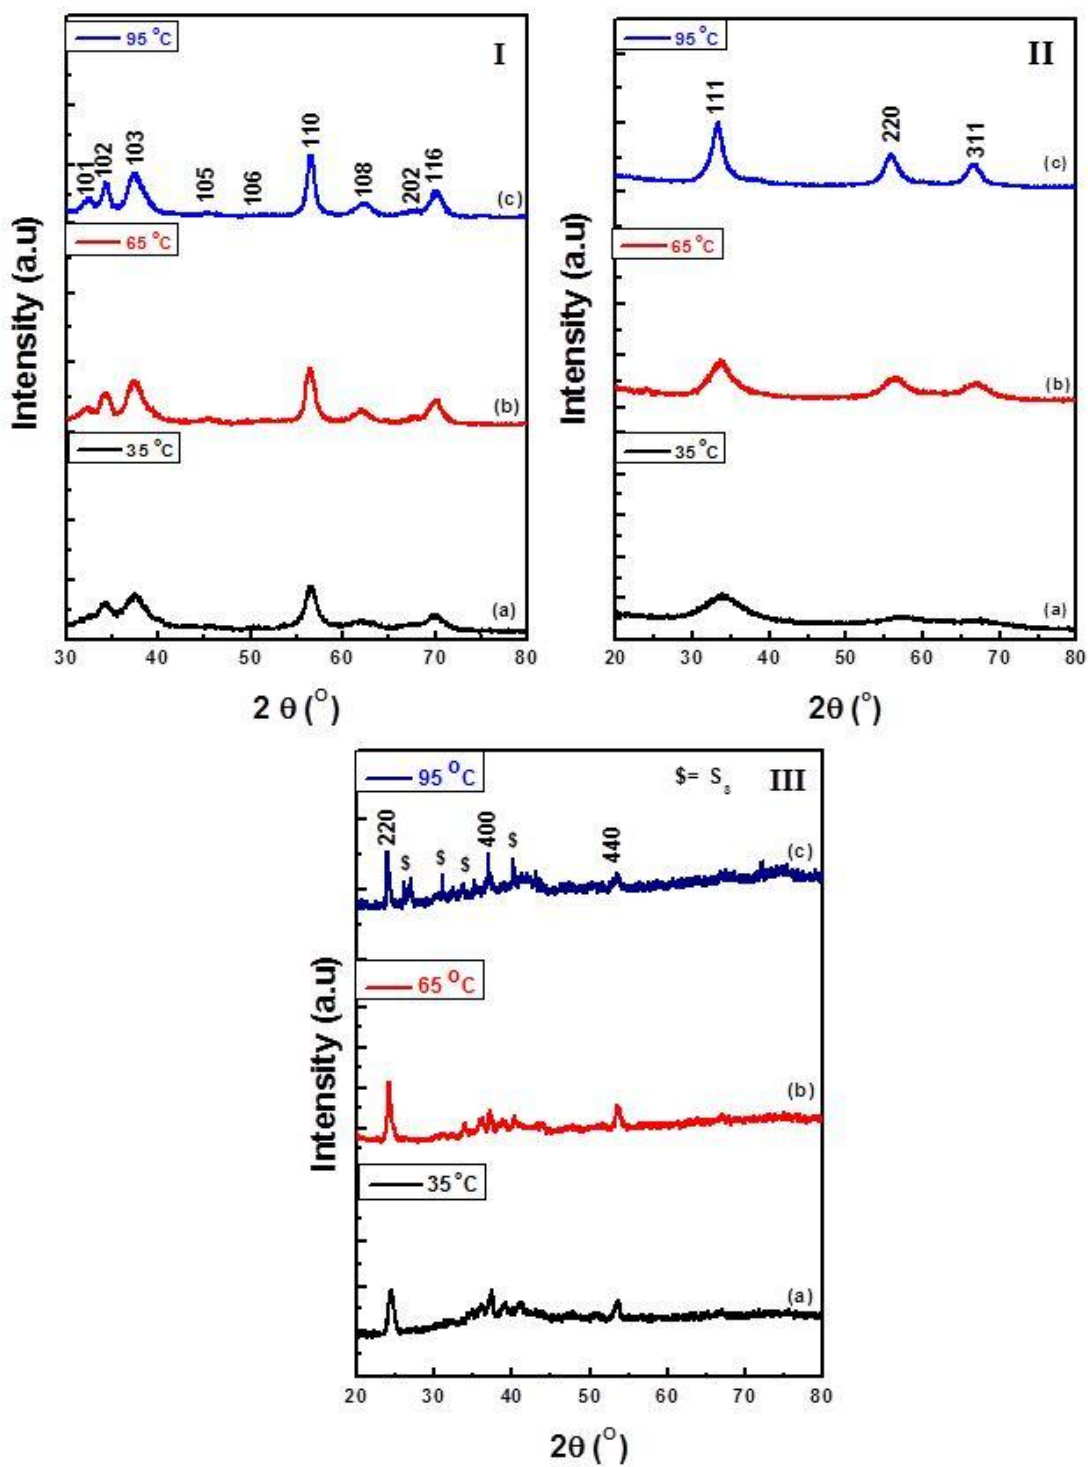 95 °C
I
101
102
103
105
106
110
108
202
116
(c)
65 °C
(b)
35 °C
(a)
Intensity (a.u)
30 40 50 60 70 80
2 θ (°)
95 °C
II
111
220
311
(c)
65 °C
(b)
35 °C
(a)
Intensity (a.u)
20 30 40 50 60 70 80
2θ (°)
95 °C
$= S₈
III
220
$
$
$
400
$
440
(c)
65 °C
(b)
35 °C
(a)
Intensity (a.u)
20 30 40 50 60 70 80
2θ (°)